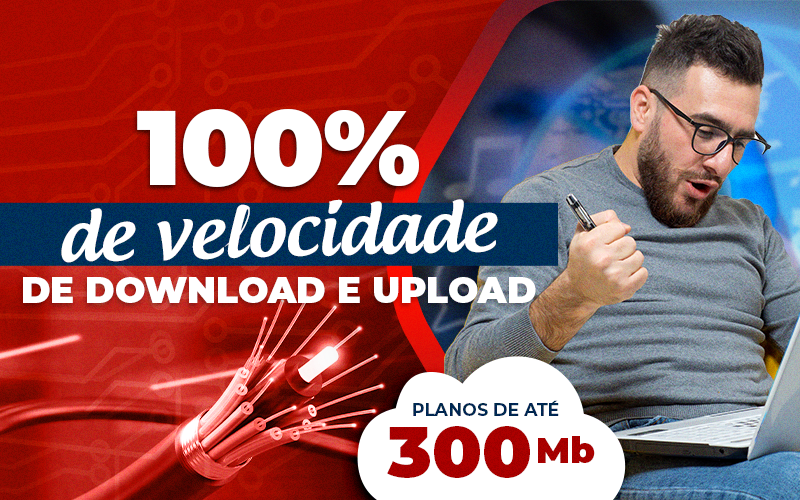 100%
de velocidade
DE DOWNLOAD E UPLOAD
PLANOS DE ATÉ
300 Mb